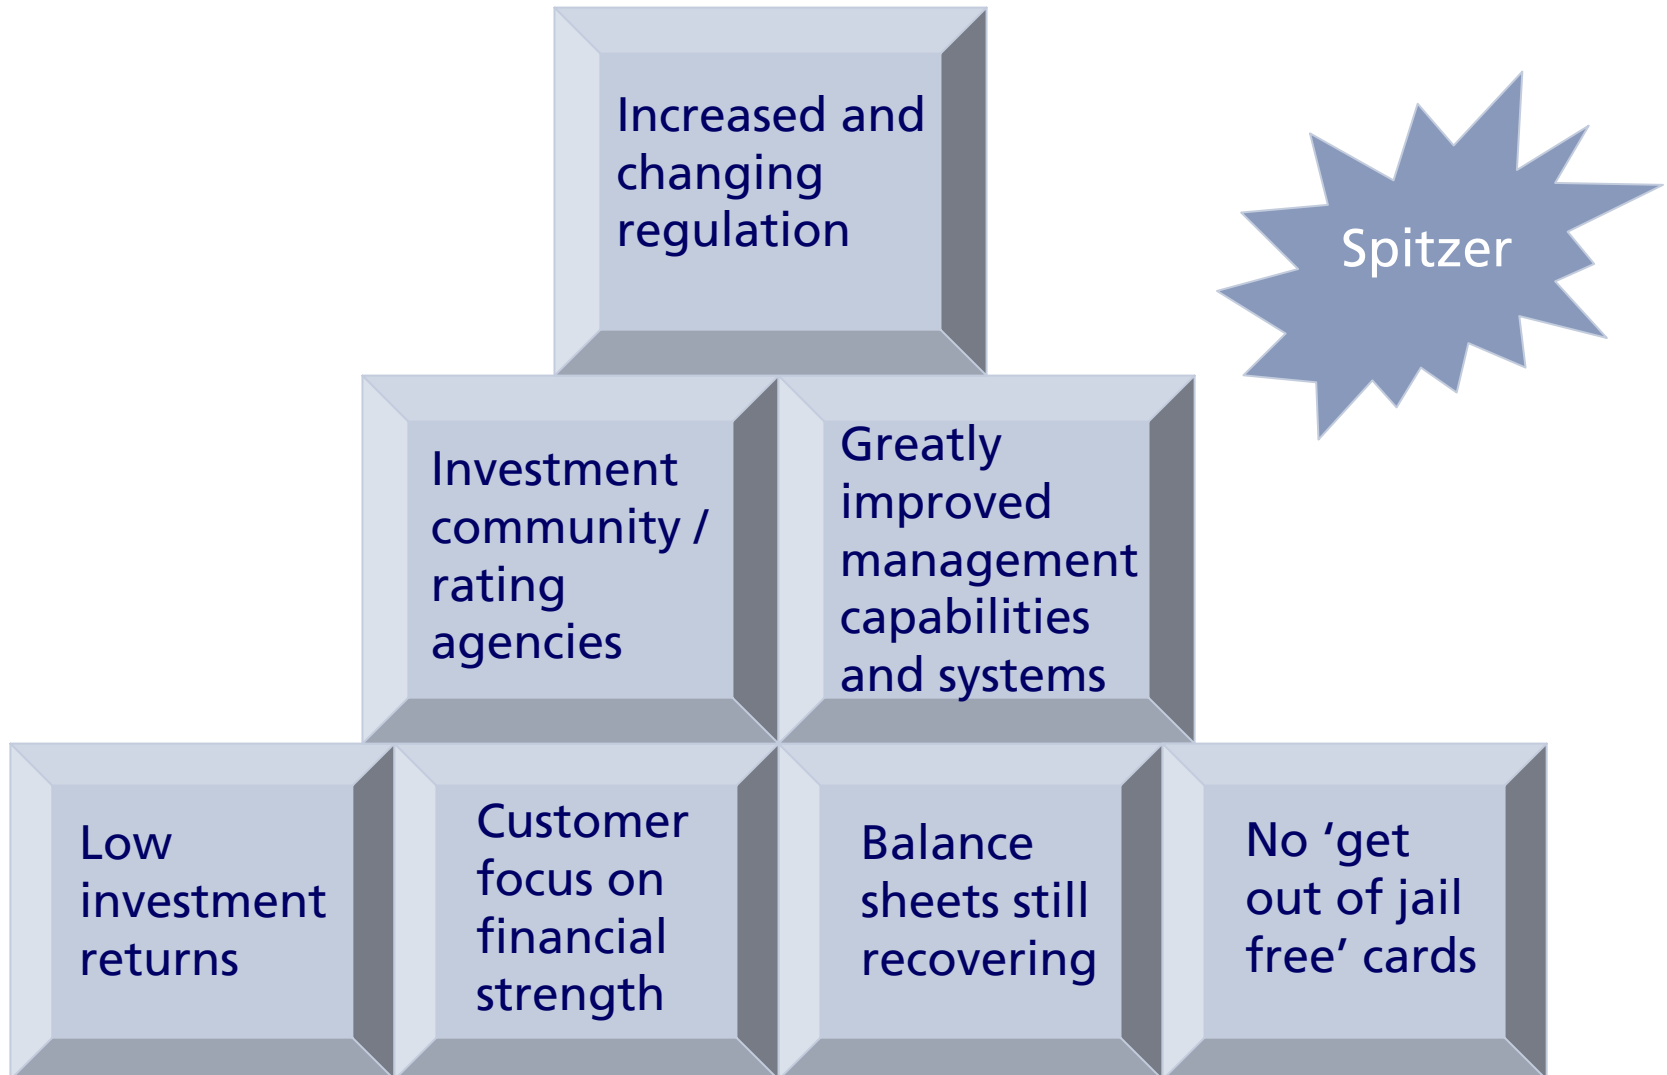 Increased and
changing
regulation
Spitzer
Investment
community /
rating
agencies
Greatly
improved
management
capabilities
and systems
Low
investment
returns
Customer
focus on
financial
strength
Balance
sheets still
recovering
No ‘get
out of jail
free’ cards